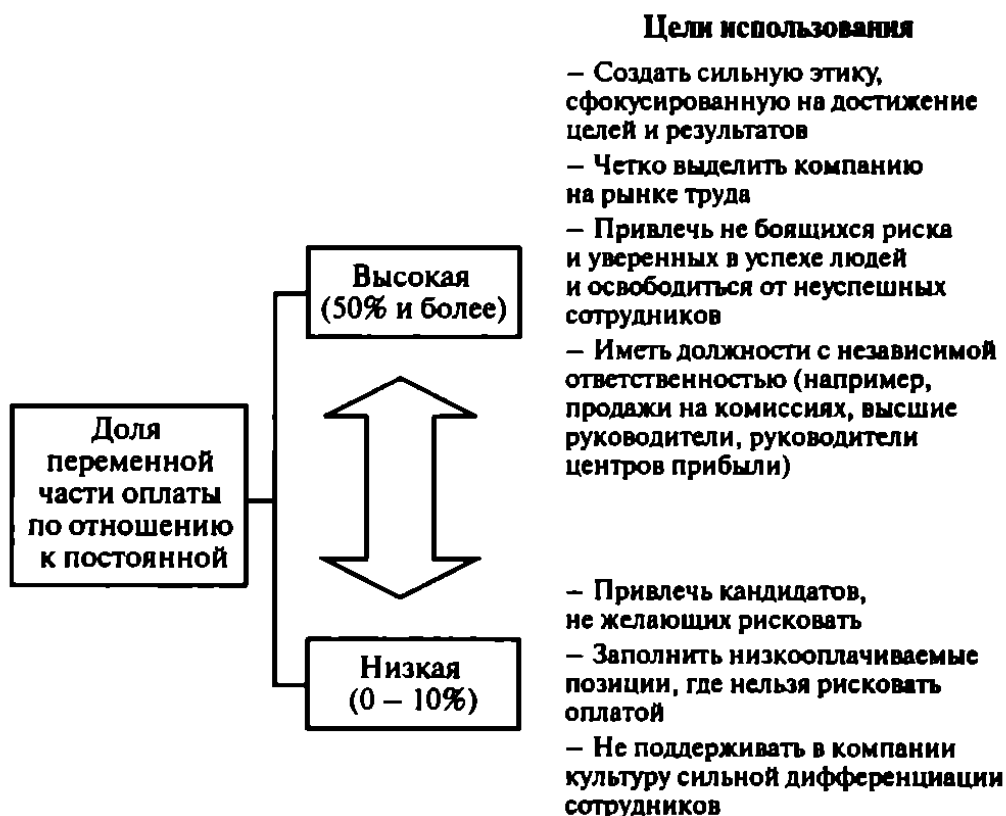 Цели использования
– Создать сильную этику,
сфокусированную на достижение
целей и результатов
– Четко выделить компанию
на рынке труда
– Привлечь не боящихся риска
и уверенных в успехе людей
и освободиться от неуспешных
сотрудников
– Иметь должности с независимой
ответственностью (например,
продажи на комиссиях, высшие
руководители, руководители
центров прибыли)
Высокая
(50% и более)
Доля
переменной
части оплаты
по отношению
к постоянной
Низкая
(0 – 10%)
– Привлечь кандидатов,
не желающих рисковать
– Заполнить низкооплачиваемые
позиции, где нельзя рисковать
оплатой
– Не поддерживать в компании
культуру сильной дифференциации
сотрудников